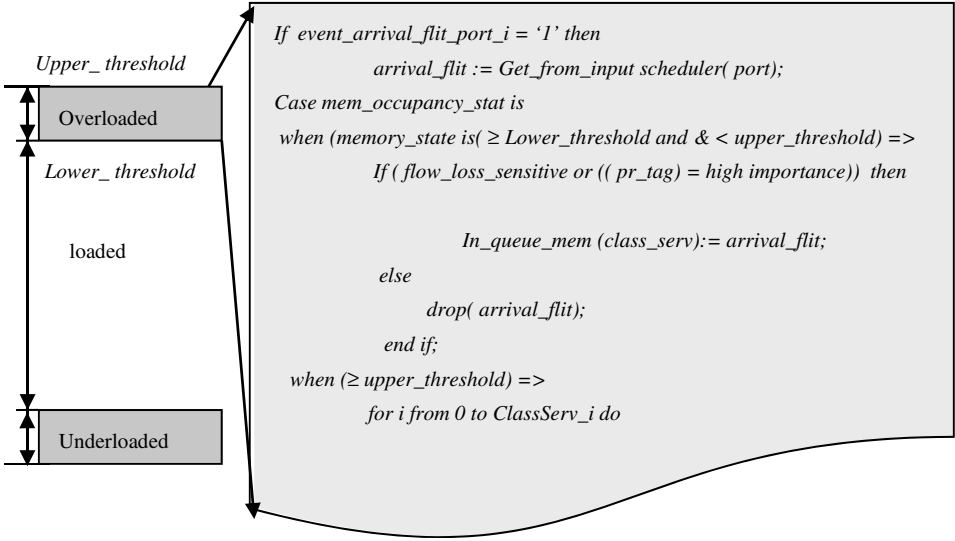 Upper_ threshold
Overloaded
Lower_ threshold
loaded
Underloaded
If event_arrival_flit_port_i = ‘1’ then
arrival_flit := Get_from_input scheduler( port);
Case mem_occupancy_stat is
when (memory_state is( ≥ Lower_threshold and & < upper_threshold) =>
If ( flow_loss_sensitive or (( pr_tag) = high importance)) then
In_queue_mem (class_serv):= arrival_flit;
else
drop( arrival_flit);
end if;
when (≥ upper_threshold) =>
for i from 0 to ClassServ_i do